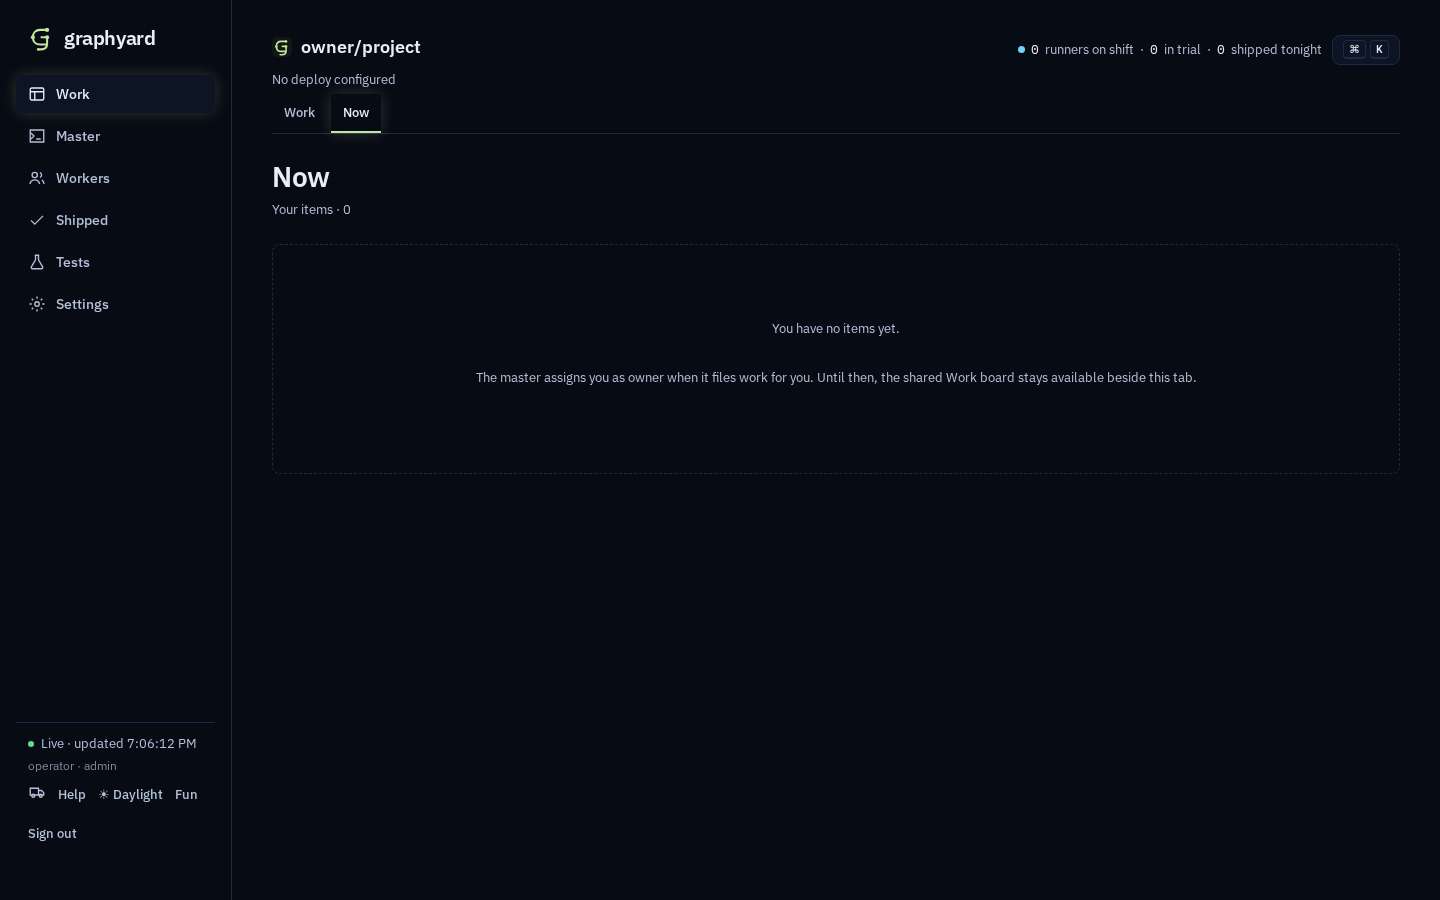 graphyard
Work
Master
Workers
Shipped
Tests
Settings
Live · updated 7:06:12 PM
operator · admin
Help ☀ Daylight Fun
Sign out
owner/project
0 runners on shift · 0 in trial · 0 shipped tonight ⌘ K
No deploy configured
Work Now
Now
Your items · 0
You have no items yet.
The master assigns you as owner when it files work for you. Until then, the shared Work board stays available beside this tab.